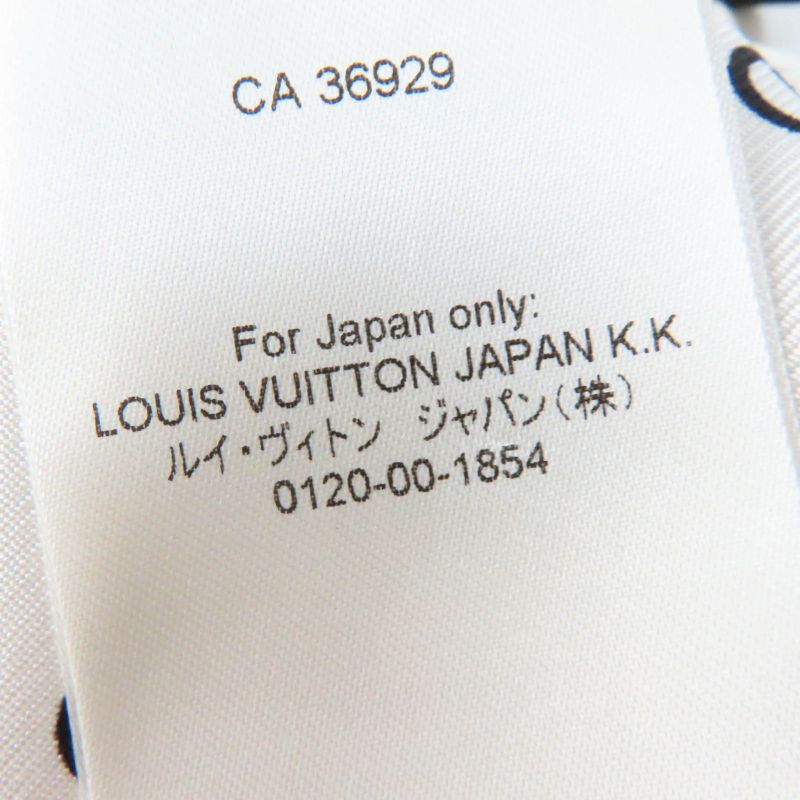 CA 36929
For Japan only:
LOUIS VUITTON JAPAN K.K.
ルイ・ヴィトン ジャパン(株)
0120-00-1854